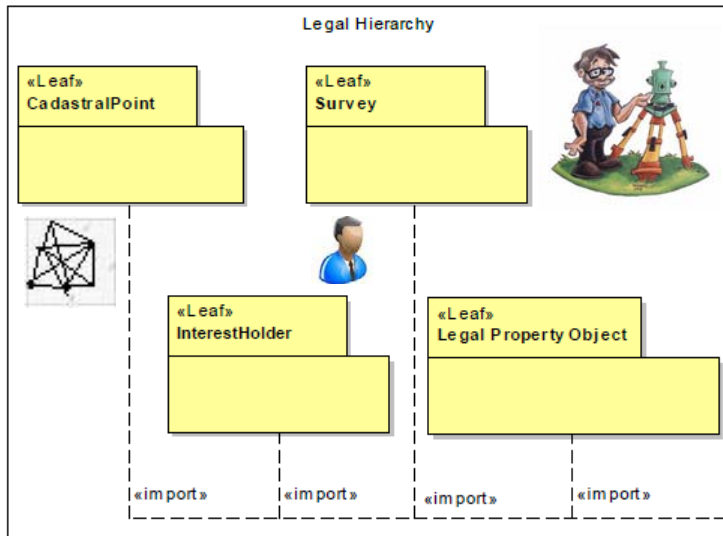 Legal Hierarchy
«Leaf»
CadastralPoint
«Leaf»
Survey
«Leaf»
InterestHolder
«Leaf»
Legal Property Object
«import»
«import»
«import»
«import»